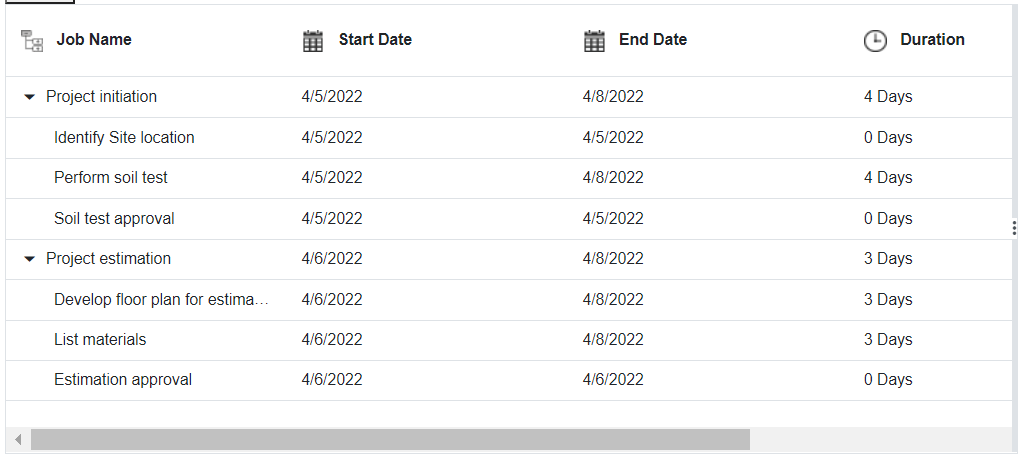 Job Name Start Date End Date Duration
Project initiation 4/5/2022 4/8/2022 4 Days
Identify Site location 4/5/2022 4/5/2022 0 Days
Perform soil test 4/5/2022 4/8/2022 4 Days
Soil test approval 4/5/2022 4/5/2022 0 Days
Project estimation 4/6/2022 4/8/2022 3 Days
Develop floor plan for estima... 4/6/2022 4/8/2022 3 Days
List materials 4/6/2022 4/8/2022 3 Days
Estimation approval 4/6/2022 4/6/2022 0 Days